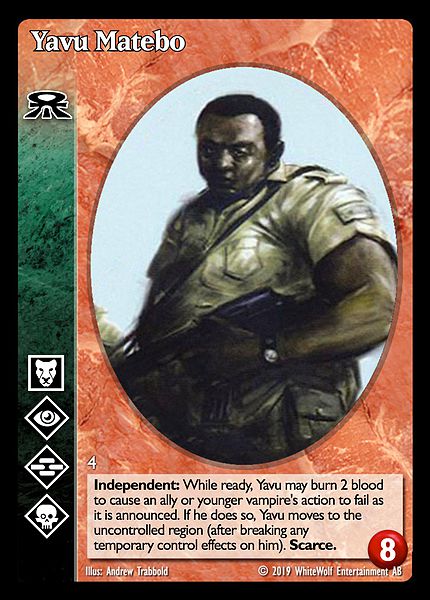 Yavu Matebo
4
Independent: While ready, Yavu may burn 2 blood
to cause an ally or younger vampire's action to fail as
it is announced. If he does so, Yavu moves to the
uncontrolled region (after breaking any
temporary control effects on him). Scarce.
8
Illus: Andrew Trabbold © 2019 WhiteWolf Entertainment AB